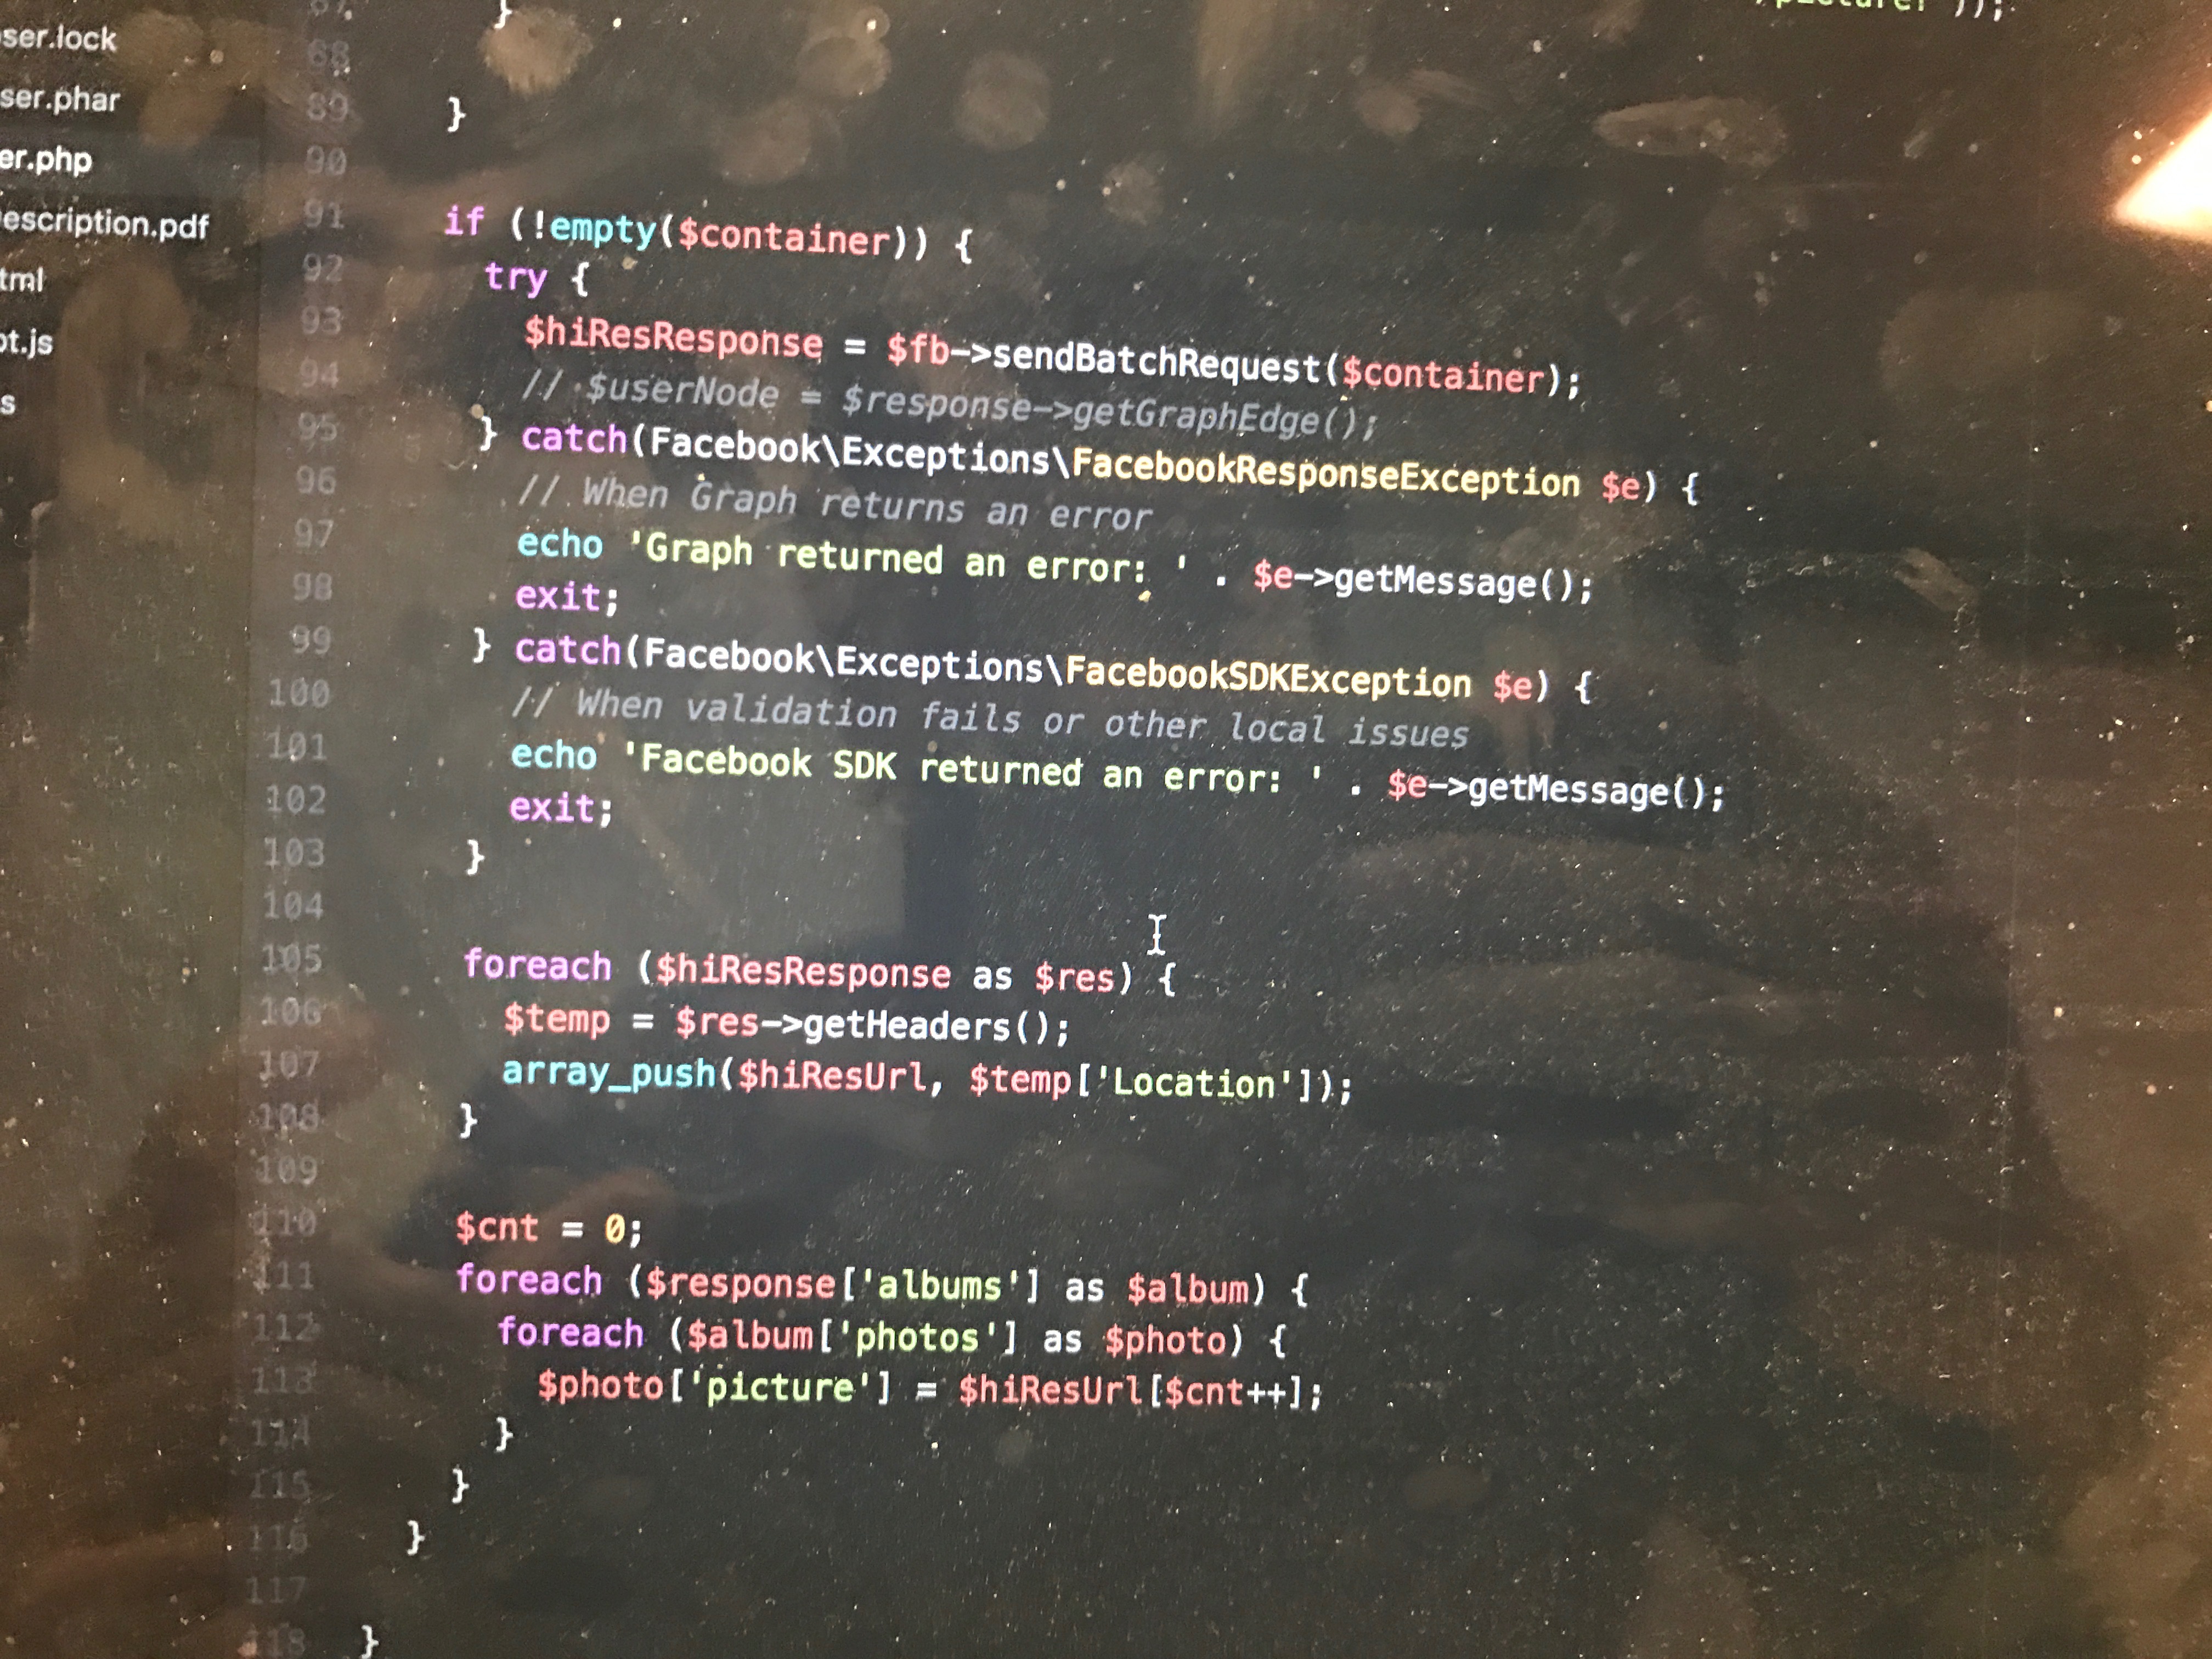 ser.lock
ser.phar
er.php
escription.pdf
tml
ot.js
s
87 }
88
89 }
90
91 if (!empty($container)) {
92 try {
93 $hiResResponse = $fb->sendBatchRequest($container);
94 // $userNode = $response->getGraphEdge();
95 } catch(Facebook\Exceptions\FacebookResponseException $e) {
96 // When Graph returns an error
97 echo 'Graph returned an error: ' . $e->getMessage();
98 exit;
99 } catch(Facebook\Exceptions\FacebookSDKException $e) {
100 // When validation fails or other local issues
101 echo 'Facebook SDK returned an error: ' . $e->getMessage();
102 exit;
103 }
104
105 foreach ($hiResResponse as $res) {
106 $temp = $res->getHeaders();
107 array_push($hiResUrl, $temp['Location']);
108 }
109
110 $cnt = 0;
111 foreach ($response['albums'] as $album) {
112 foreach ($album['photos'] as $photo) {
113 $photo['picture'] = $hiResUrl[$cnt++];
114 }
115 }
116 }
117
118 }